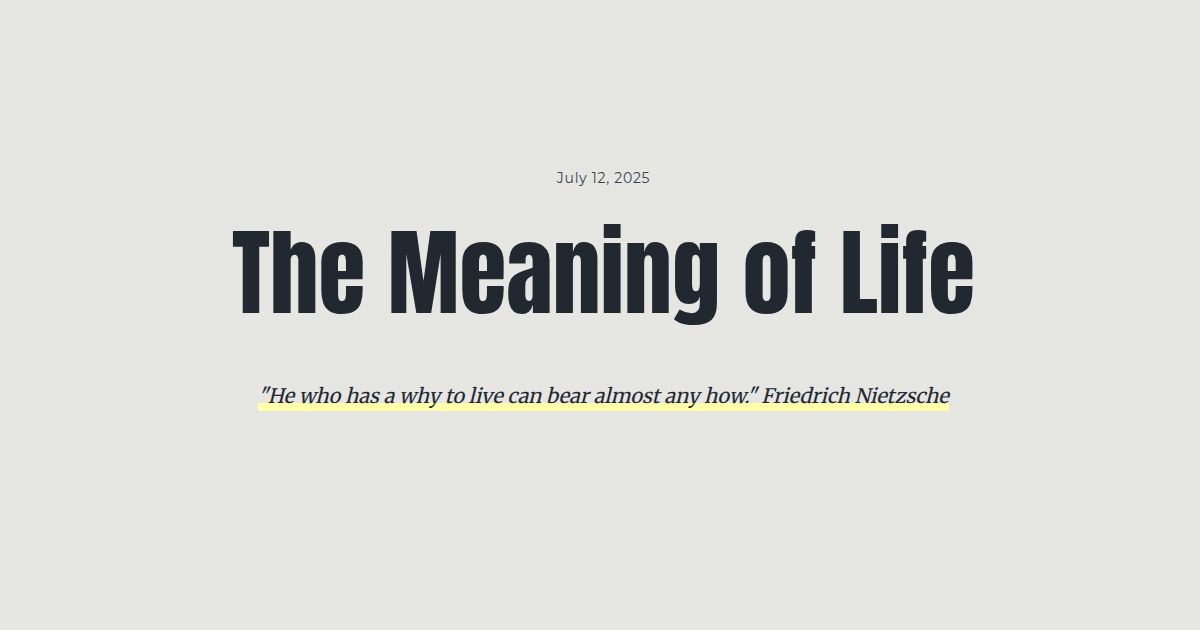 July 12, 2025
The Meaning of Life
"He who has a why to live can bear almost any how." Friedrich Nietzsche